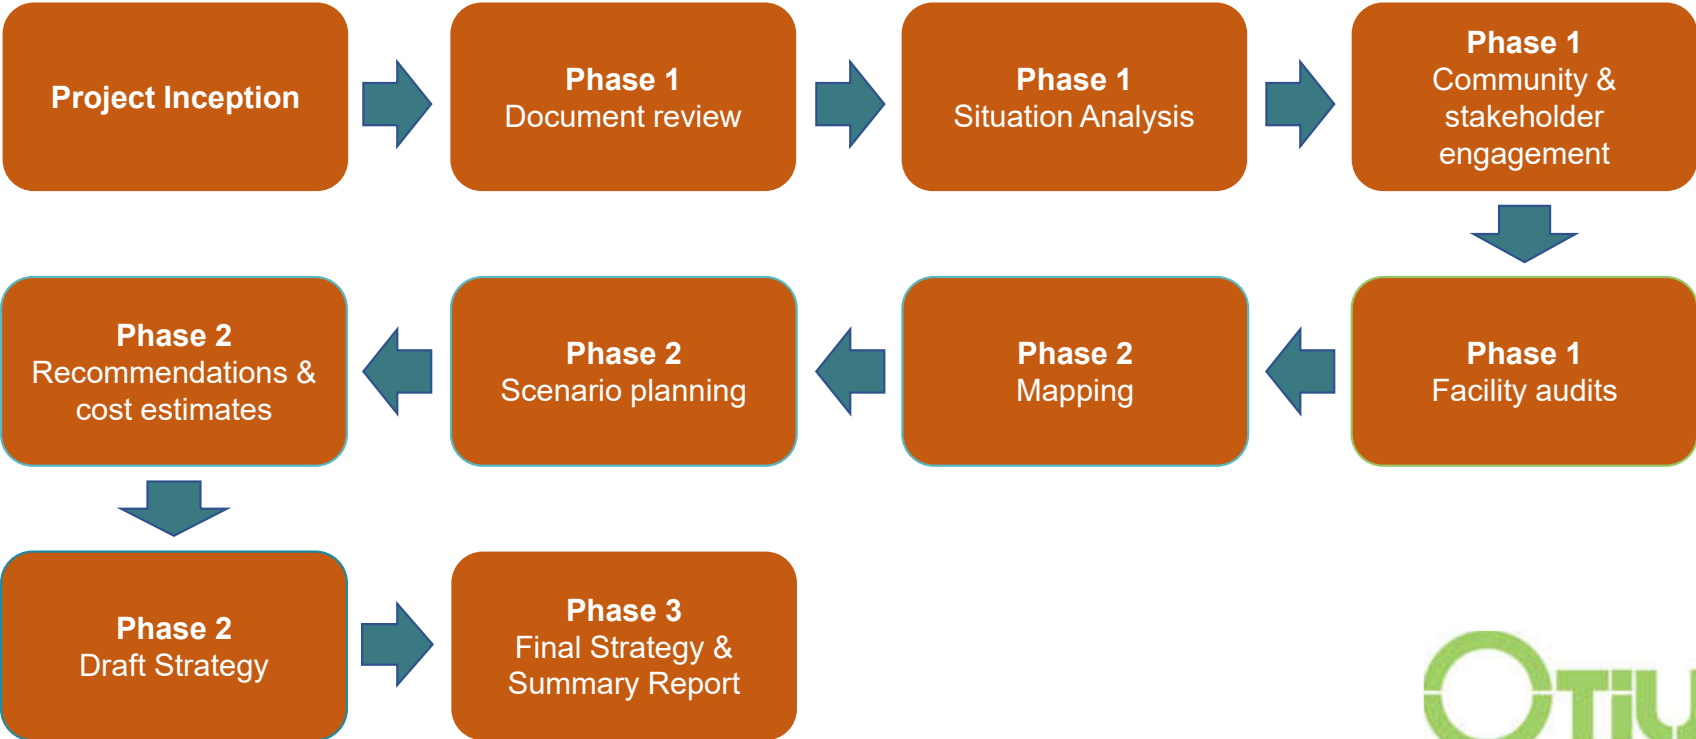 Project Inception
Phase 1
Document review
Phase 1
Situation Analysis
Phase 1
Community &
stakeholder
engagement
Phase 1
Facility audits
Phase 2
Mapping
Phase 2
Scenario planning
Phase 2
Recommendations &
cost estimates
Phase 2
Draft Strategy
Phase 3
Final Strategy &
Summary Report